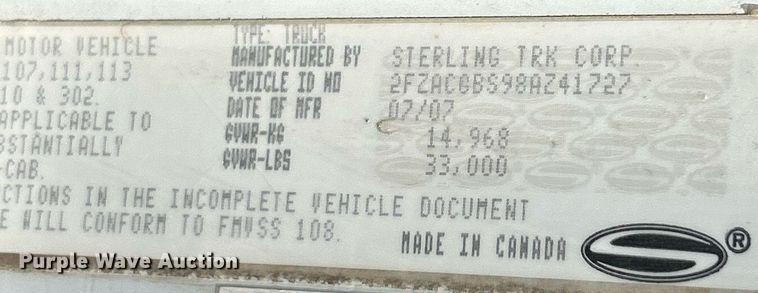 TYPE: TRUCK
MOTOR VEHICLE MANUFACTURED BY STERLING TRK CORP.
107,111,113 VEHICLE ID NO 2FZACGBS98AZ41727
10 & 302. DATE OF MFR 07/07
APPLICABLE TO GVWR-KG 14,968
BSTANTIALLY GVWR-LBS 33,000
-CAB.
CTIONS IN THE INCOMPLETE VEHICLE DOCUMENT
E WILL CONFORM TO FMVSS 108.
MADE IN CANADA ®
Purple Wave Auction